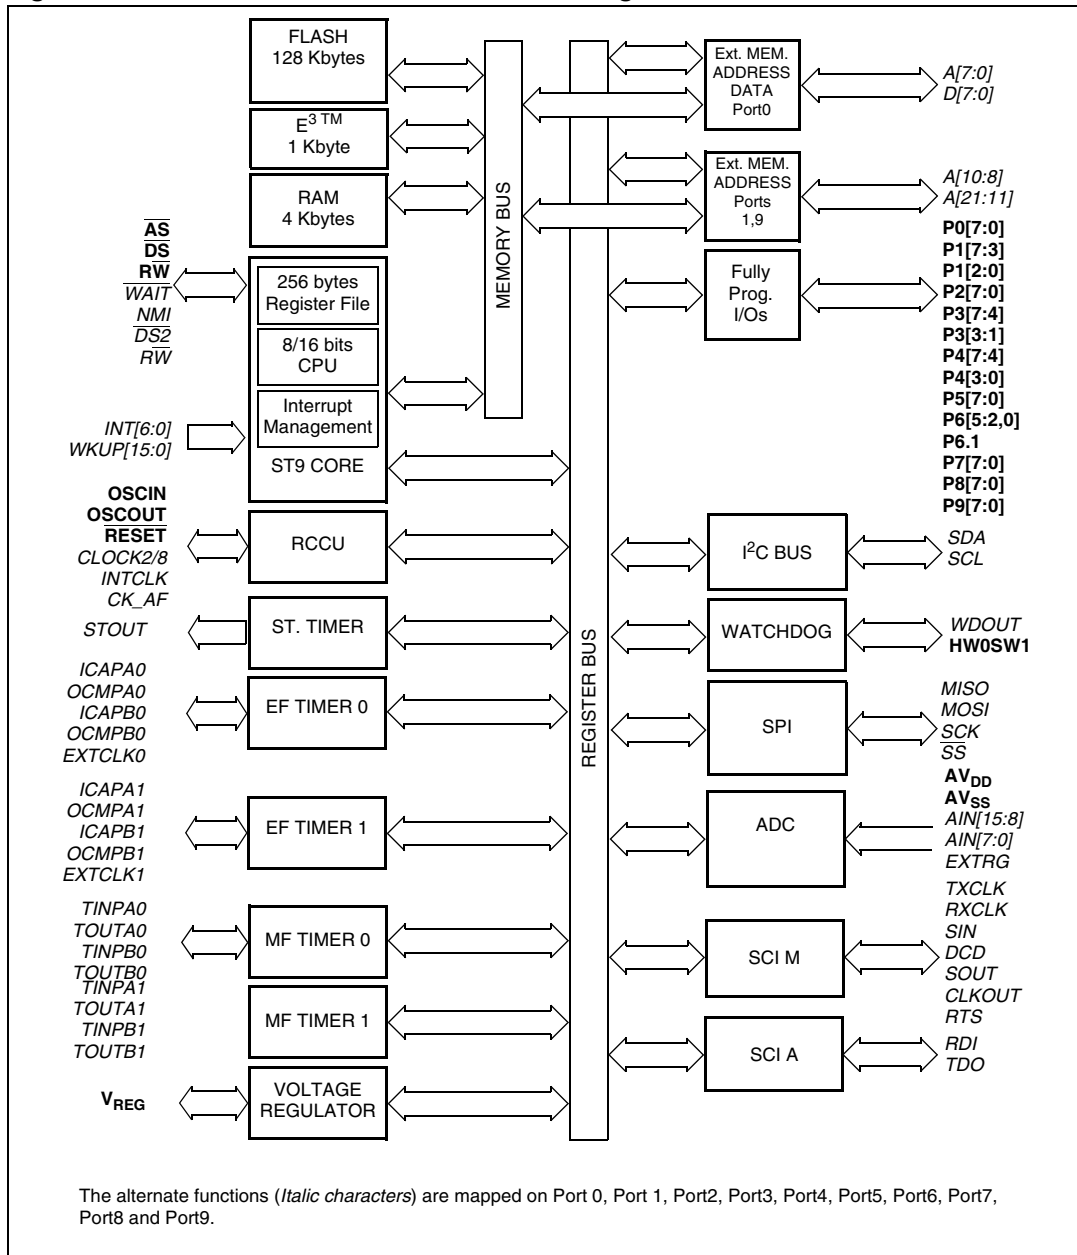 FLASH
128 Kbytes
E3 TM
1 Kbyte
RAM
4 Kbytes
AS
DS
RW
WAIT
NMI
DS2
RW
256 bytes
Register File
8/16 bits
CPU
Interrupt
Management
ST9 CORE
INT[6:0]
WKUP[15:0]
OSCIN
OSCOUT
RESET
CLOCK2/8
INTCLK
CK_AF
RCCU
STOUT
ST. TIMER
ICAPA0
OCMPA0
ICAPB0
OCMPB0
EXTCLK0
EF TIMER 0
ICAPA1
OCMPA1
ICAPB1
OCMPB1
EXTCLK1
EF TIMER 1
TINPA0
TOUTA0
TINPB0
TOUTB0
MF TIMER 0
TINPA1
TOUTA1
TINPB1
TOUTB1
MF TIMER 1
VREG
VOLTAGE
REGULATOR
MEMORY BUS
REGISTER BUS
Ext. MEM.
ADDRESS
DATA
Port0
A[7:0]
D[7:0]
Ext. MEM.
ADDRESS
Ports
1,9
A[10:8]
A[21:11]
Fully
Prog.
I/Os
P0[7:0]
P1[7:3]
P1[2:0]
P2[7:0]
P3[7:4]
P3[3:1]
P4[7:4]
P4[3:0]
P5[7:0]
P6[5:2,0]
P6.1
P7[7:0]
P8[7:0]
P9[7:0]
I2C BUS
SDA
SCL
WATCHDOG
WDOUT
HW0SW1
SPI
MISO
MOSI
SCK
SS
ADC
AVDD
AVSS
AIN[15:8]
AIN[7:0]
EXTRG
SCI M
TXCLK
RXCLK
SIN
DCD
SOUT
CLKOUT
RTS
SCI A
RDI
TDO
The alternate functions (Italic characters) are mapped on Port 0, Port 1, Port2, Port3, Port4, Port5, Port6, Port7,
Port8 and Port9.